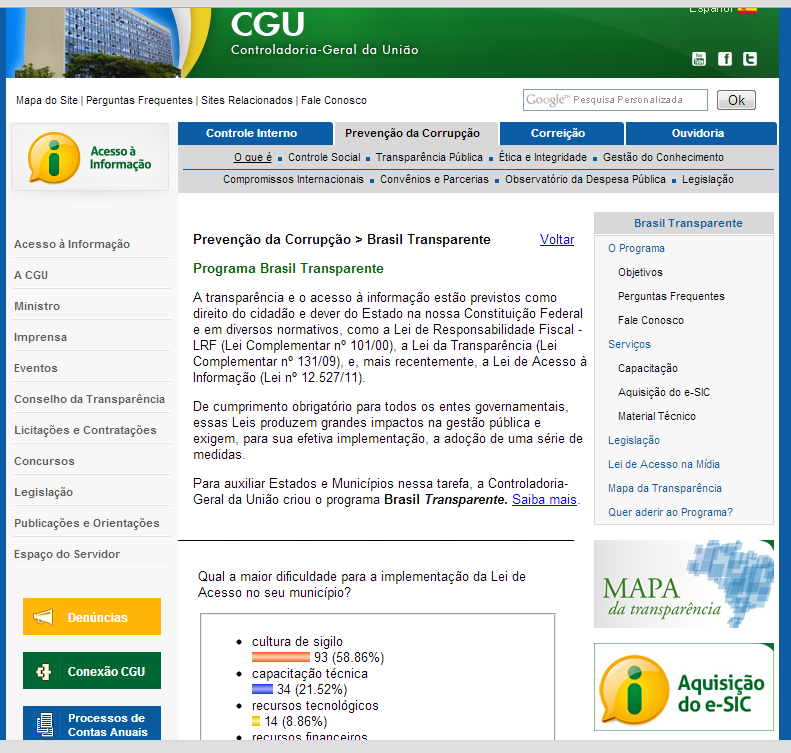 Español
CGU
Controladoria-Geral da União
Mapa do Site | Perguntas Frequentes | Sites Relacionados | Fale Conosco
Google™ Pesquisa Personalizada
Ok
Acesso à
Informação
Controle Interno
Prevenção da Corrupção
Correição
Ouvidoria
O que é ▪ Controle Social ▪ Transparência Pública ▪ Ética e Integridade ▪ Gestão do Conhecimento
Compromissos Internacionais ▪ Convênios e Parcerias ▪ Observatório da Despesa Pública ▪ Legislação
Acesso à Informação
A CGU
Ministro
Imprensa
Eventos
Conselho da Transparência
Licitações e Contratações
Concursos
Legislação
Publicações e Orientações
Espaço do Servidor
Denúncias
Conexão CGU
Processos de
Contas Anuais
Prevenção da Corrupção > Brasil Transparente
Voltar
Programa Brasil Transparente
A transparência e o acesso à informação estão previstos como
direito do cidadão e dever do Estado na nossa Constituição Federal
e em diversos normativos, como a Lei de Responsabilidade Fiscal -
LRF (Lei Complementar nº 101/00), a Lei da Transparência (Lei
Complementar nº 131/09), e, mais recentemente, a Lei de Acesso à
Informação (Lei nº 12.527/11).
De cumprimento obrigatório para todos os entes governamentais,
essas Leis produzem grandes impactos na gestão pública e
exigem, para sua efetiva implementação, a adoção de uma série de
medidas.
Para auxiliar Estados e Municípios nessa tarefa, a Controladoria-
Geral da União criou o programa Brasil Transparente. Saiba mais.
Qual a maior dificuldade para a implementação da Lei de
Acesso no seu município?
• cultura de sigilo
93 (58.86%)
• capacitação técnica
34 (21.52%)
• recursos tecnológicos
14 (8.86%)
• recursos financeiros
Brasil Transparente
O Programa
Objetivos
Perguntas Frequentes
Fale Conosco
Serviços
Capacitação
Aquisição do e-SIC
Material Técnico
Legislação
Lei de Acesso na Mídia
Mapa da Transparência
Quer aderir ao Programa?
MAPA
da transparência
Aquisição
do e-SIC